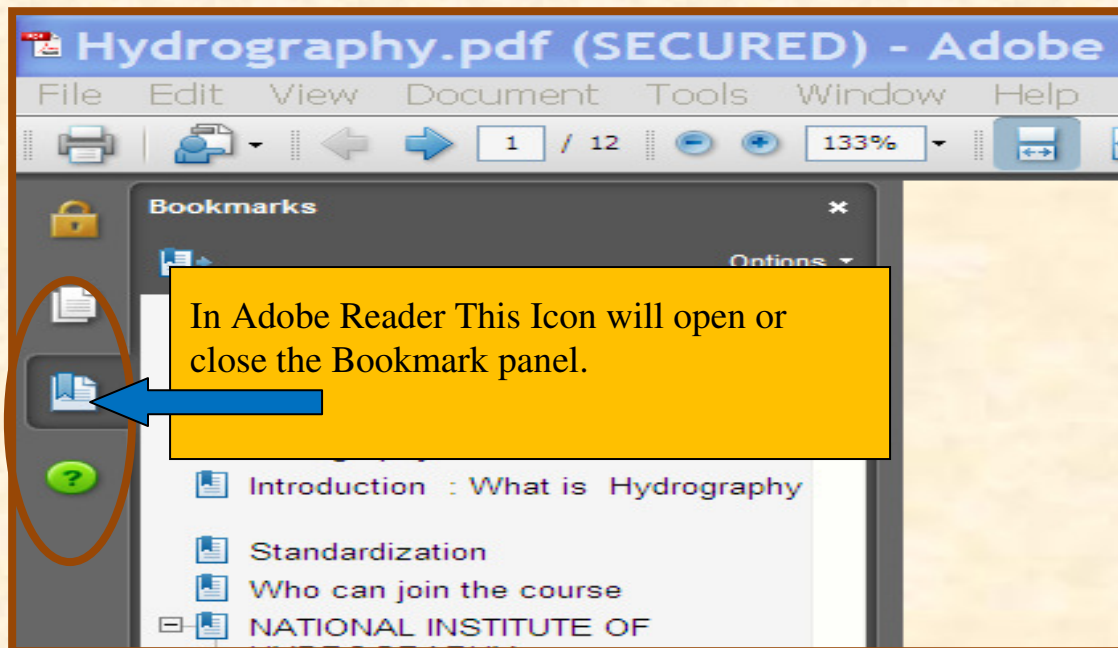 Hydrography.pdf (SECURED) - Adobe
File Edit View Document Tools Window Help
1 / 12 133%
Bookmarks
Options
In Adobe Reader This Icon will open or
close the Bookmark panel.
Introduction : What is Hydrography
Standardization
Who can join the course
NATIONAL INSTITUTE OF